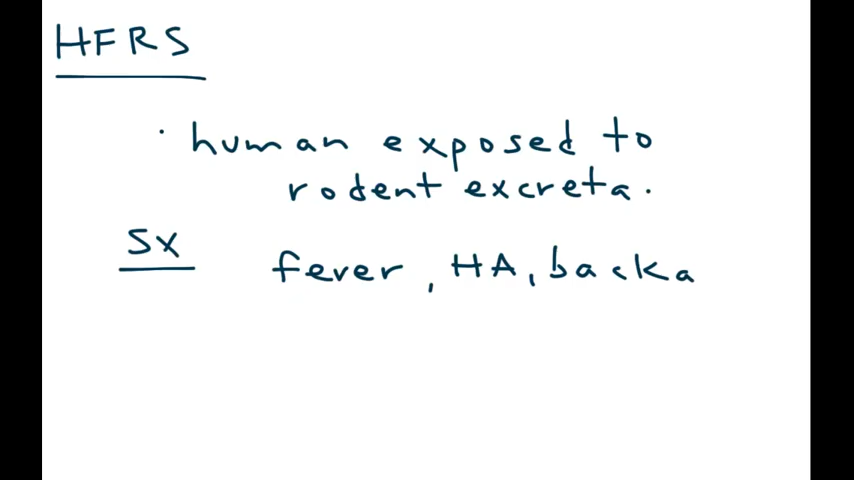 HFRS
· human exposed to
rodent excreta.
SX
fever, HA, backa